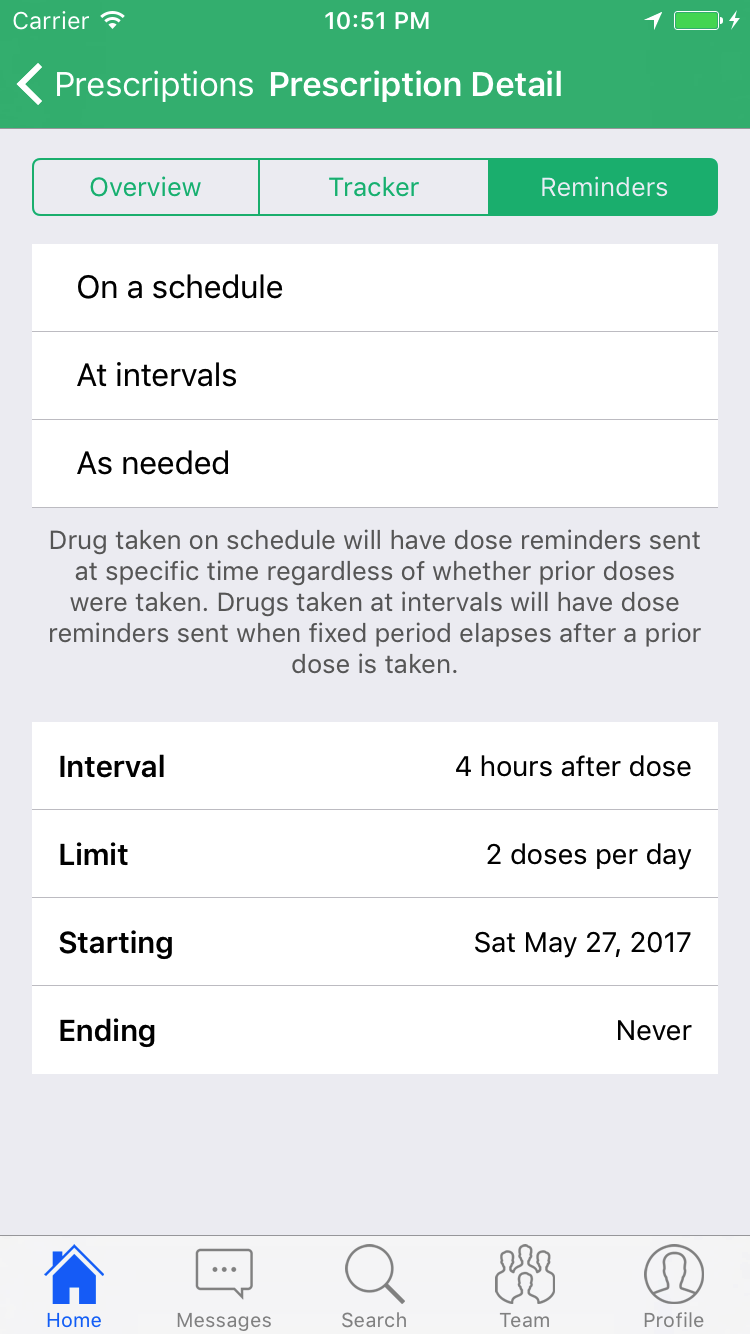 Carrier 10:51 PM
Prescriptions Prescription Detail
Overview Tracker Reminders
On a schedule
At intervals
As needed
Drug taken on schedule will have dose reminders sent
at specific time regardless of whether prior doses
were taken. Drugs taken at intervals will have dose
reminders sent when fixed period elapses after a prior
dose is taken.
Interval 4 hours after dose
Limit 2 doses per day
Starting Sat May 27, 2017
Ending Never
Home Messages Search Team Profile